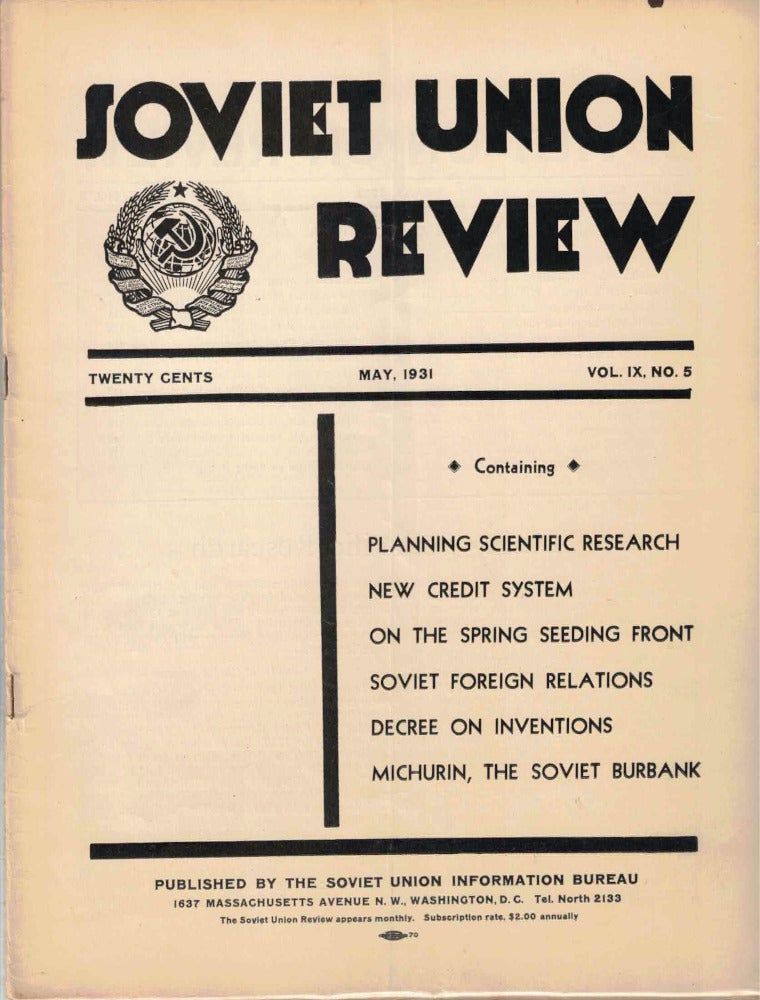 SOVIET UNION
REVIEW
TWENTY CENTS MAY, 1931 VOL. IX, NO. 5
Containing
PLANNING SCIENTIFIC RESEARCH
NEW CREDIT SYSTEM
ON THE SPRING SEEDING FRONT
SOVIET FOREIGN RELATIONS
DECREE ON INVENTIONS
MICHURIN, THE SOVIET BURBANK
PUBLISHED BY THE SOVIET UNION INFORMATION BUREAU
1637 MASSACHUSETTS AVENUE N. W., WASHINGTON, D. C. Tel. North 2133
The Soviet Union Review appears monthly. Subscription rate, $2.00 annually
70